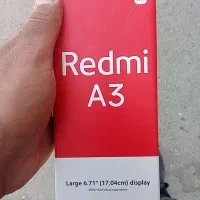 Redmi
A3
Large 6.71" (17.04cm) display